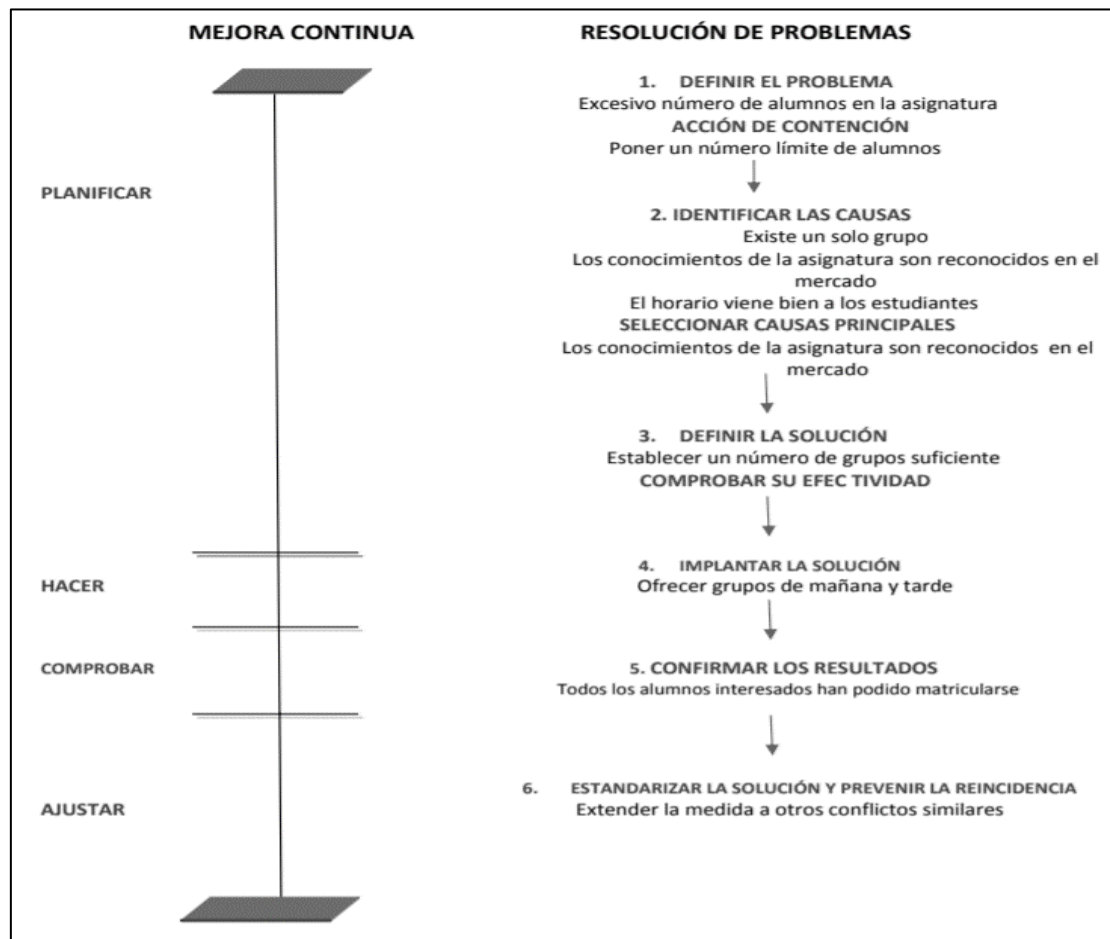 MEJORA CONTINUA
RESOLUCIÓN DE PROBLEMAS
PLANIFICAR
1. DEFINIR EL PROBLEMA
Excesivo número de alumnos en la asignatura
ACCIÓN DE CONTENCIÓN
Poner un número límite de alumnos
2. IDENTIFICAR LAS CAUSAS
Existe un solo grupo
Los conocimientos de la asignatura son reconocidos en el
mercado
El horario viene bien a los estudiantes
SELECCIONAR CAUSAS PRINCIPALES
Los conocimientos de la asignatura son reconocidos en el
mercado
3. DEFINIR LA SOLUCIÓN
Establecer un número de grupos suficiente
COMPROBAR SU EFEC TIVIDAD
HACER
4. IMPLANTAR LA SOLUCIÓN
Ofrecer grupos de mañana y tarde
COMPROBAR
5. CONFIRMAR LOS RESULTADOS
Todos los alumnos interesados han podido matricularse
AJUSTAR
6. ESTANDARIZAR LA SOLUCIÓN Y PREVENIR LA REINCIDENCIA
Extender la medida a otros conflictos similares